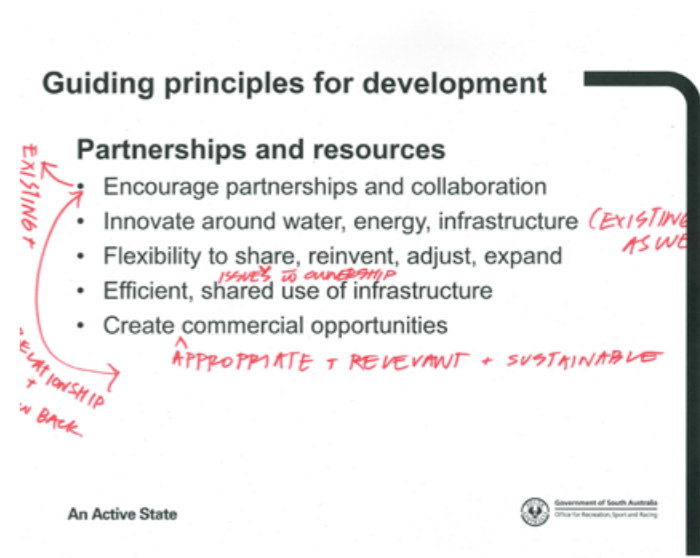 Guiding principles for development
Partnerships and resources
EXISTING +
• Encourage partnerships and collaboration
• Innovate around water, energy, infrastructure (EXISTING
AS WE
• Flexibility to share, reinvent, adjust, expand
ISSUES W OWNERSHIP
• Efficient, shared use of infrastructure
• Create commercial opportunities
APPROPRIATE + RELEVANT + SUSTAINABLE
RELATIONSHIP
+
BACK
An Active State
Government of South Australia
Office for Recreation, Sport and Racing